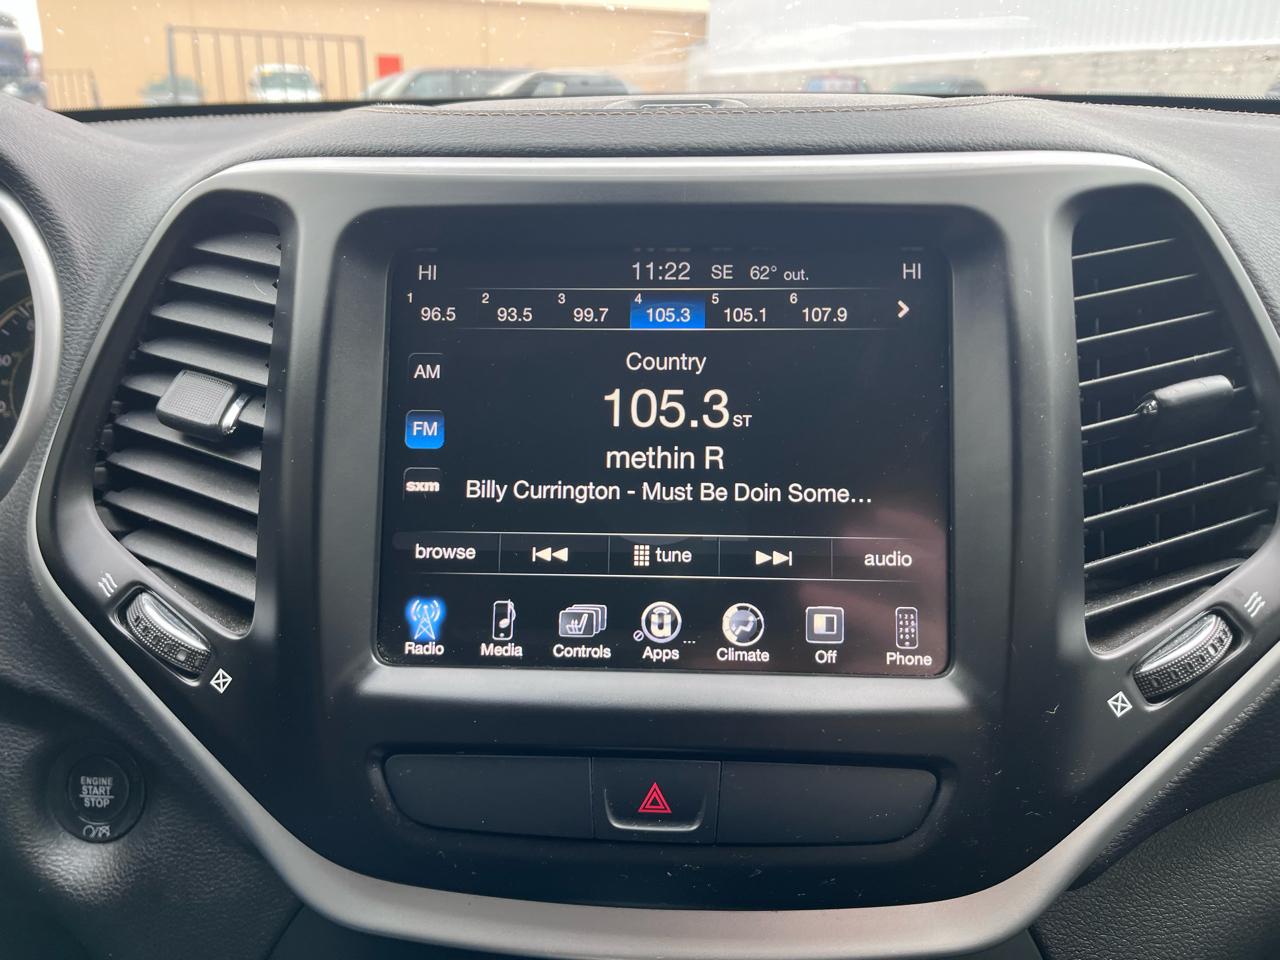 HI 11:22 SE 62° out. HI
1 96.5 2 93.5 3 99.7 4 105.3 5 105.1 6 107.9
AM
Country
105.3 ST
FM
methin R
sxm
Billy Currington - Must Be Doin Some...
browse tune audio
Radio Media Controls Apps ... Climate Off Phone
ENGINE
START
STOP